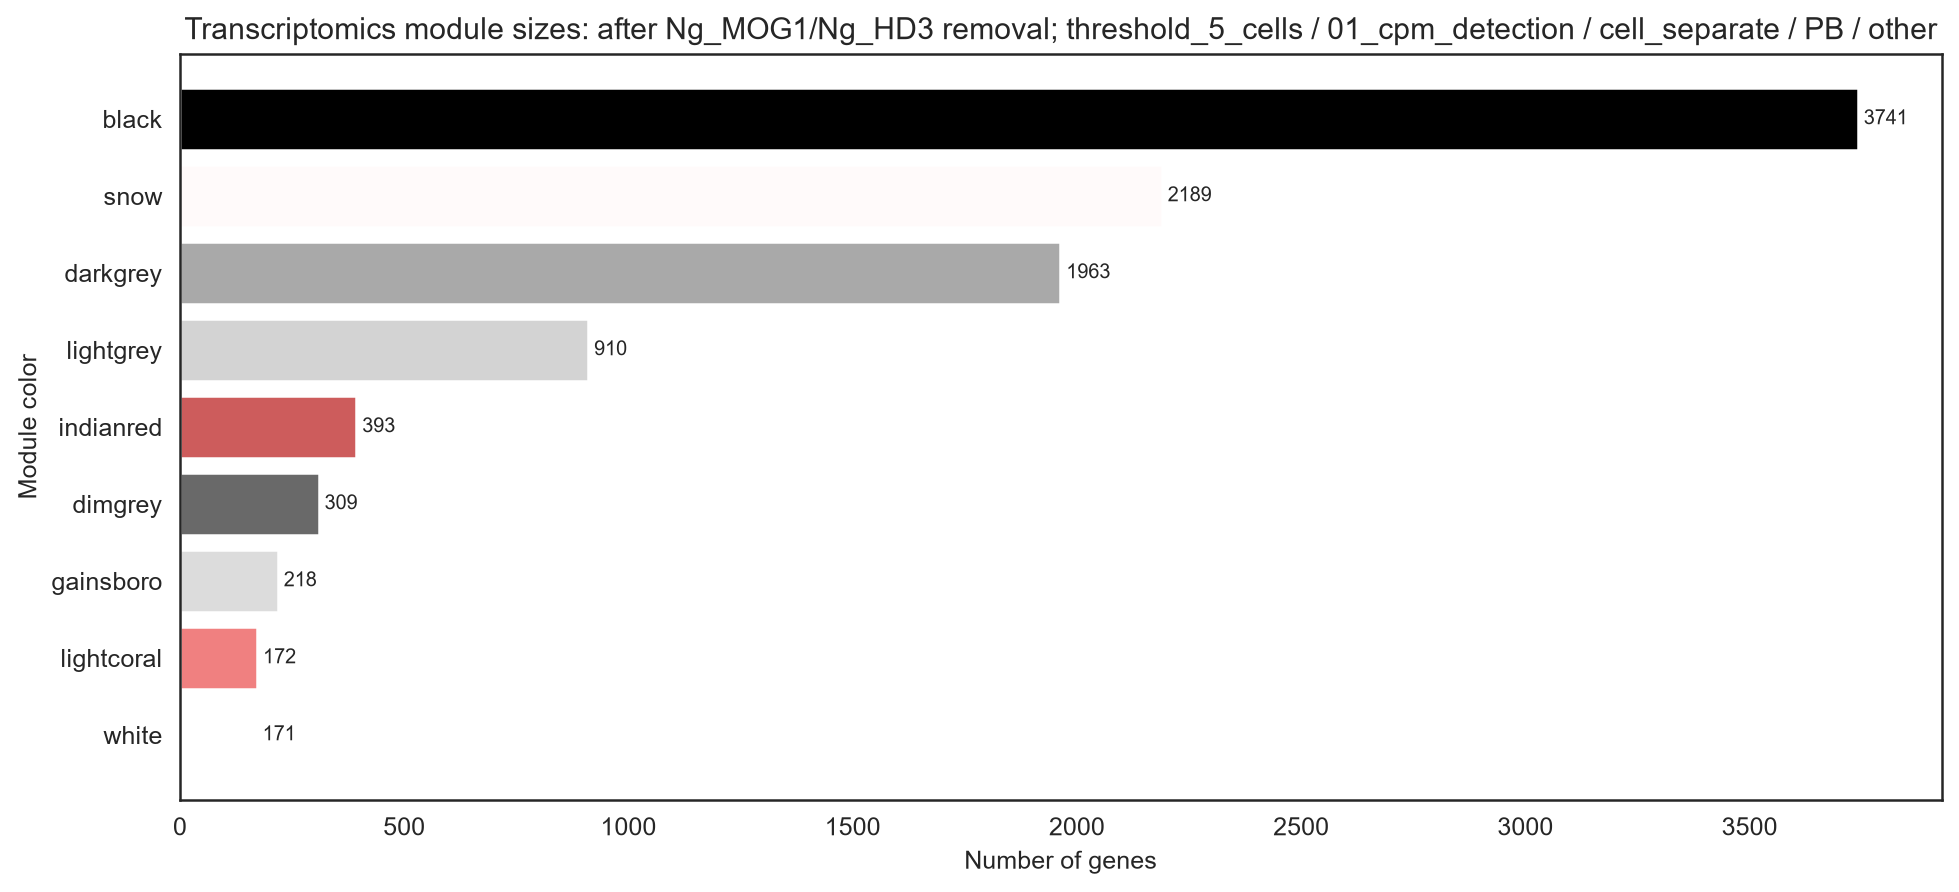 Transcriptomics module sizes: after Ng_MOG1/Ng_HD3 removal; threshold_5_cells / 01_cpm_detection / cell_separate / PB / other
Module color
black 3741
snow 2189
darkgrey 1963
lightgrey 910
indianred 393
dimgrey 309
gainsboro 218
lightcoral 172
white 171
0 500 1000 1500 2000 2500 3000 3500
Number of genes